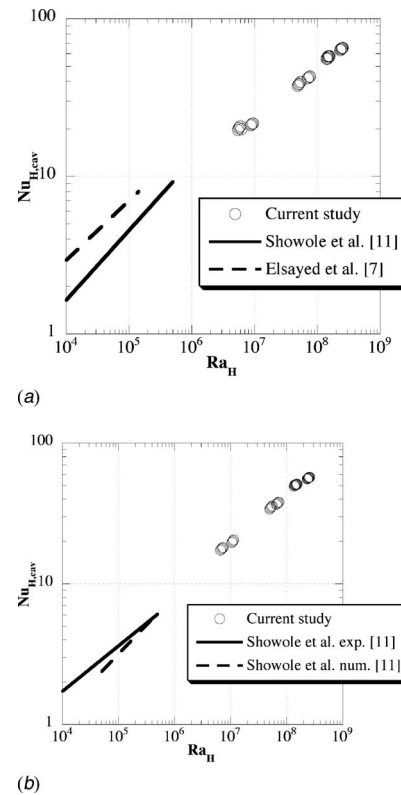 100
10
1
Nu_H,cav
Current study
Showole et al. [11]
Elsayed et al. [7]
10^4 10^5 10^6 10^7 10^8 10^9
Ra_H
(a)
100
10
1
Nu_H,cav
Current study
Showole et al. exp. [11]
Showole et al. num. [11]
10^4 10^5 10^6 10^7 10^8 10^9
Ra_H
(b)